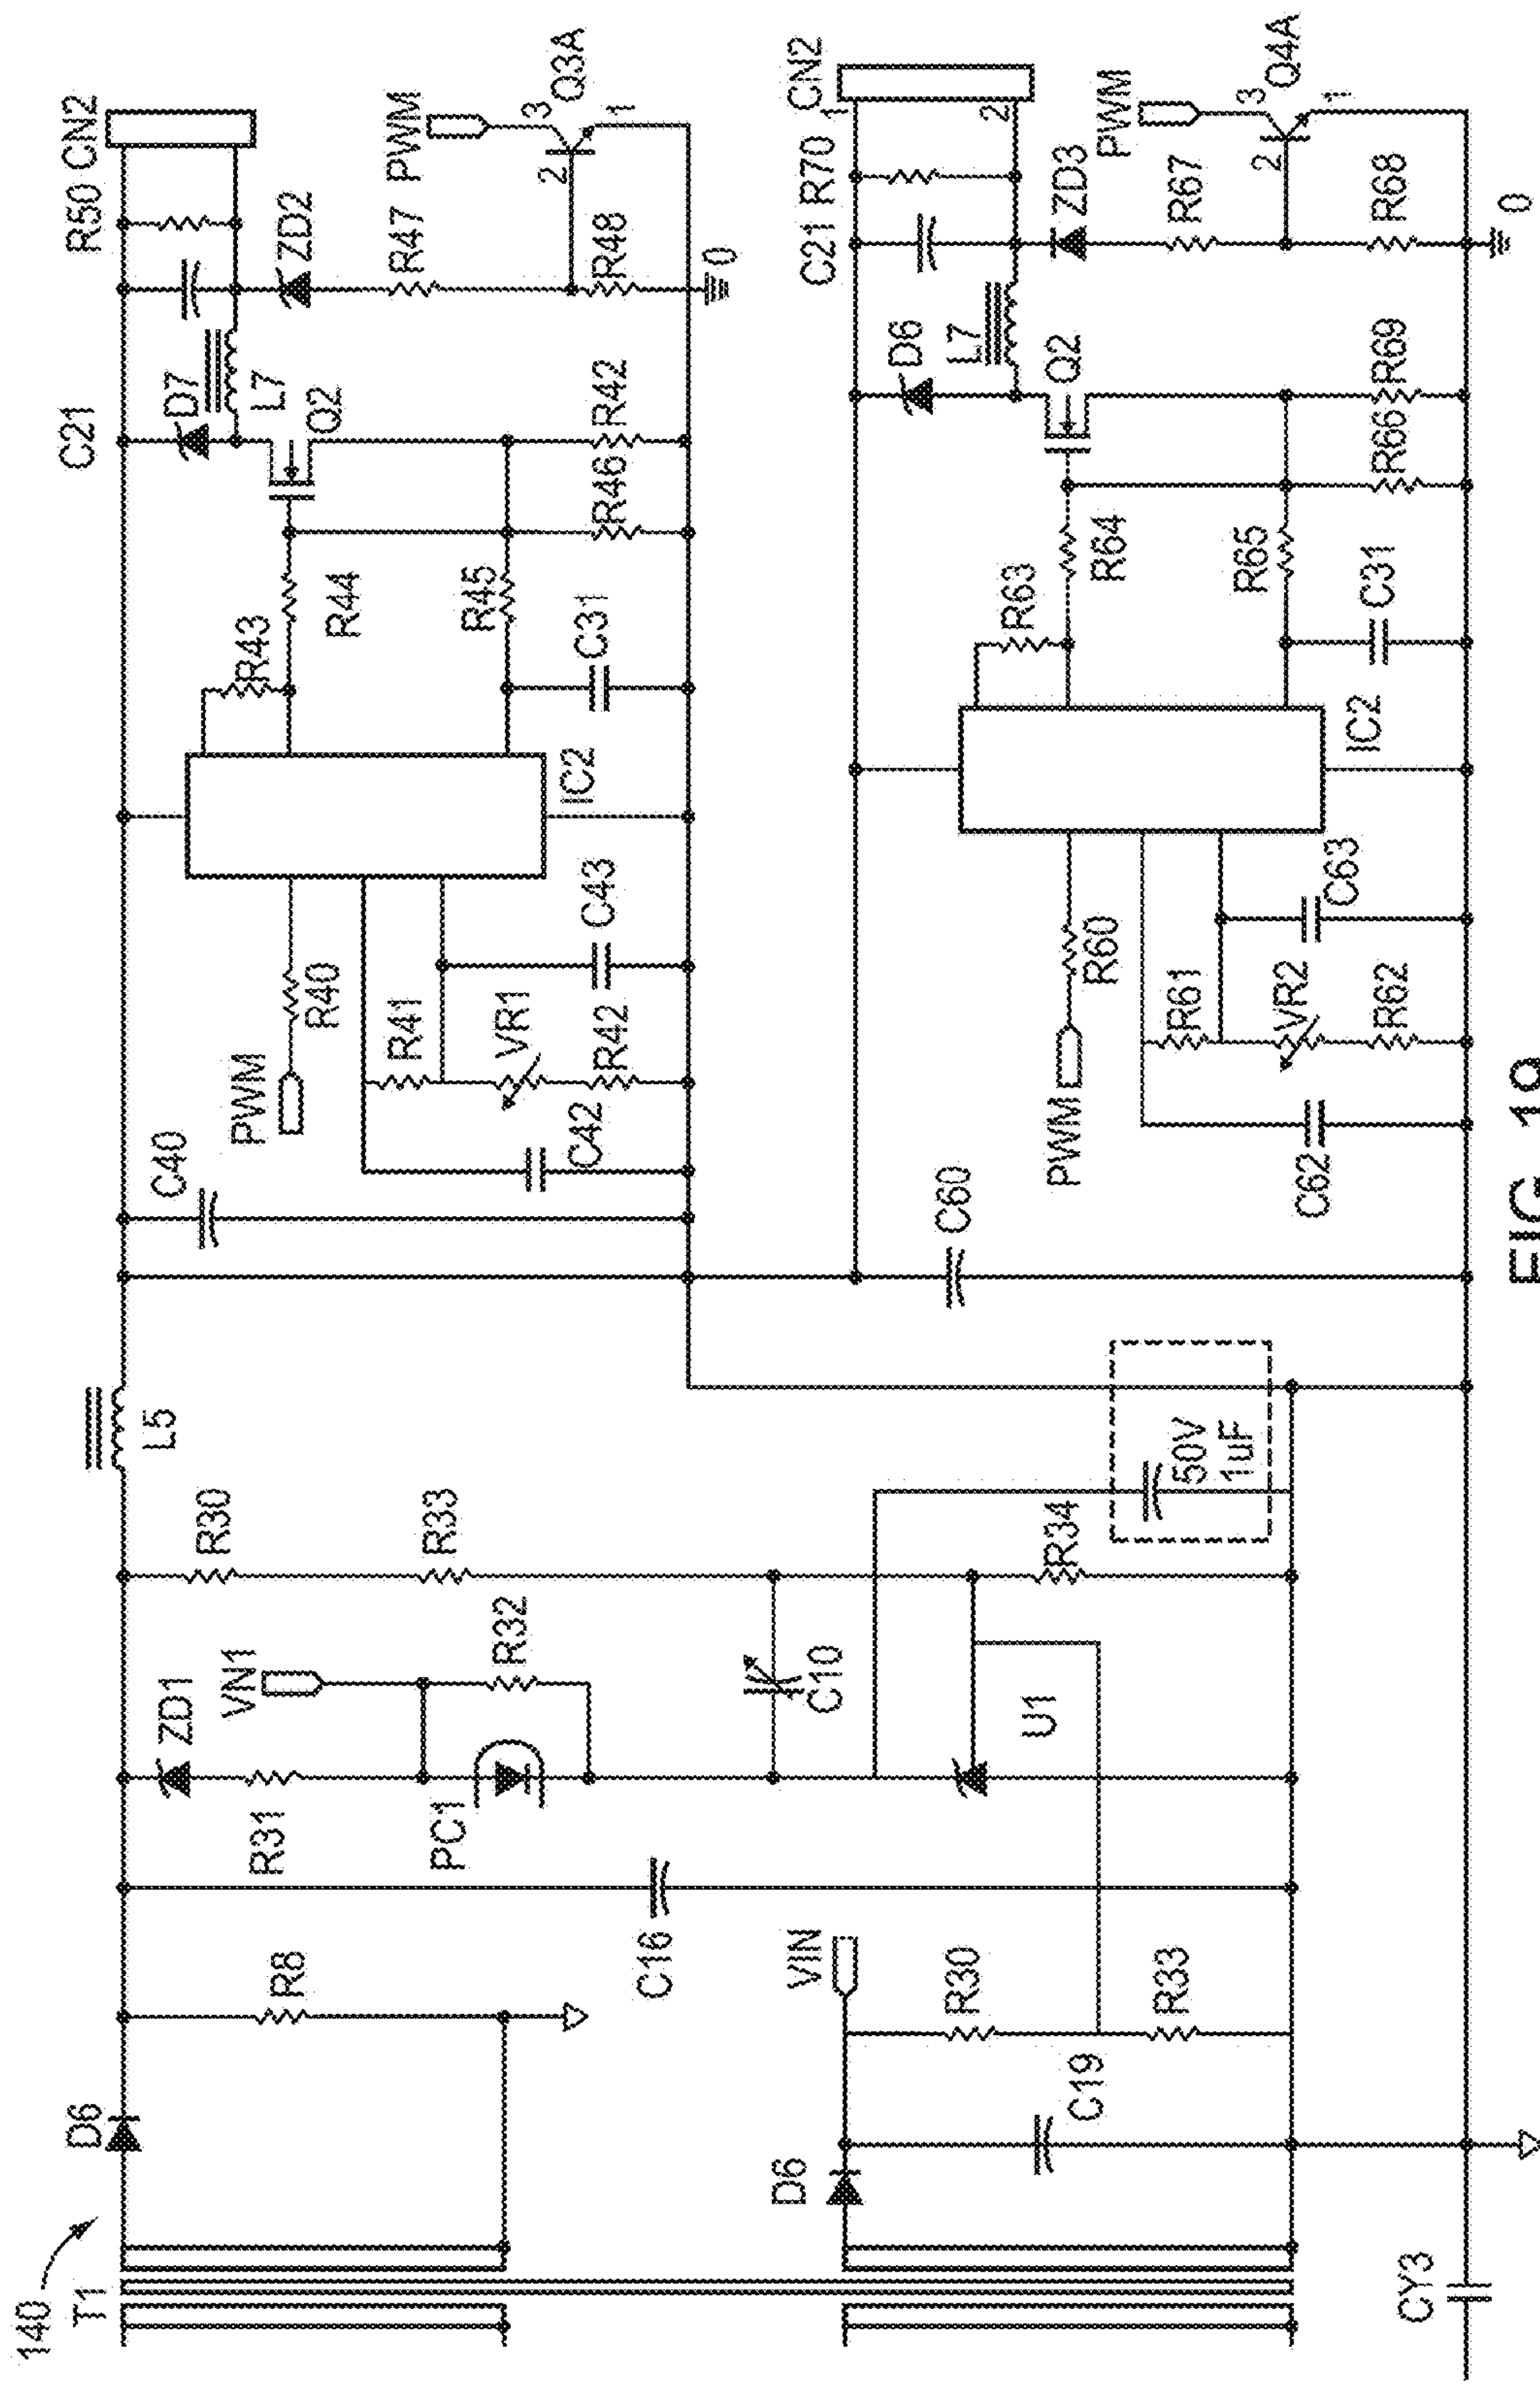 140
T1
D6
R8
C16
R31
ZD1
VN1
PC1
R32
R30
R33
C10
U1
R34
50V
1uF
L5
D6
C19
VIN
R30
R33
CY3
C40
PWM
R40
R41
VR1
R42
C42
C43
IC2
R43
R44
R45
C31
R46
R42
C21
D7
L7
Q2
R50
CN2
ZD2
R47
R48
PWM
3
2
1
Q3A
0
C60
PWM
R60
R61
VR2
R62
C62
C63
IC2
R63
R64
R65
C31
R66
R69
D6
L7
Q2
C21
R70
CN2
1
2
ZD3
R67
R68
PWM
3
2
1
Q4A
0
FIG. 19